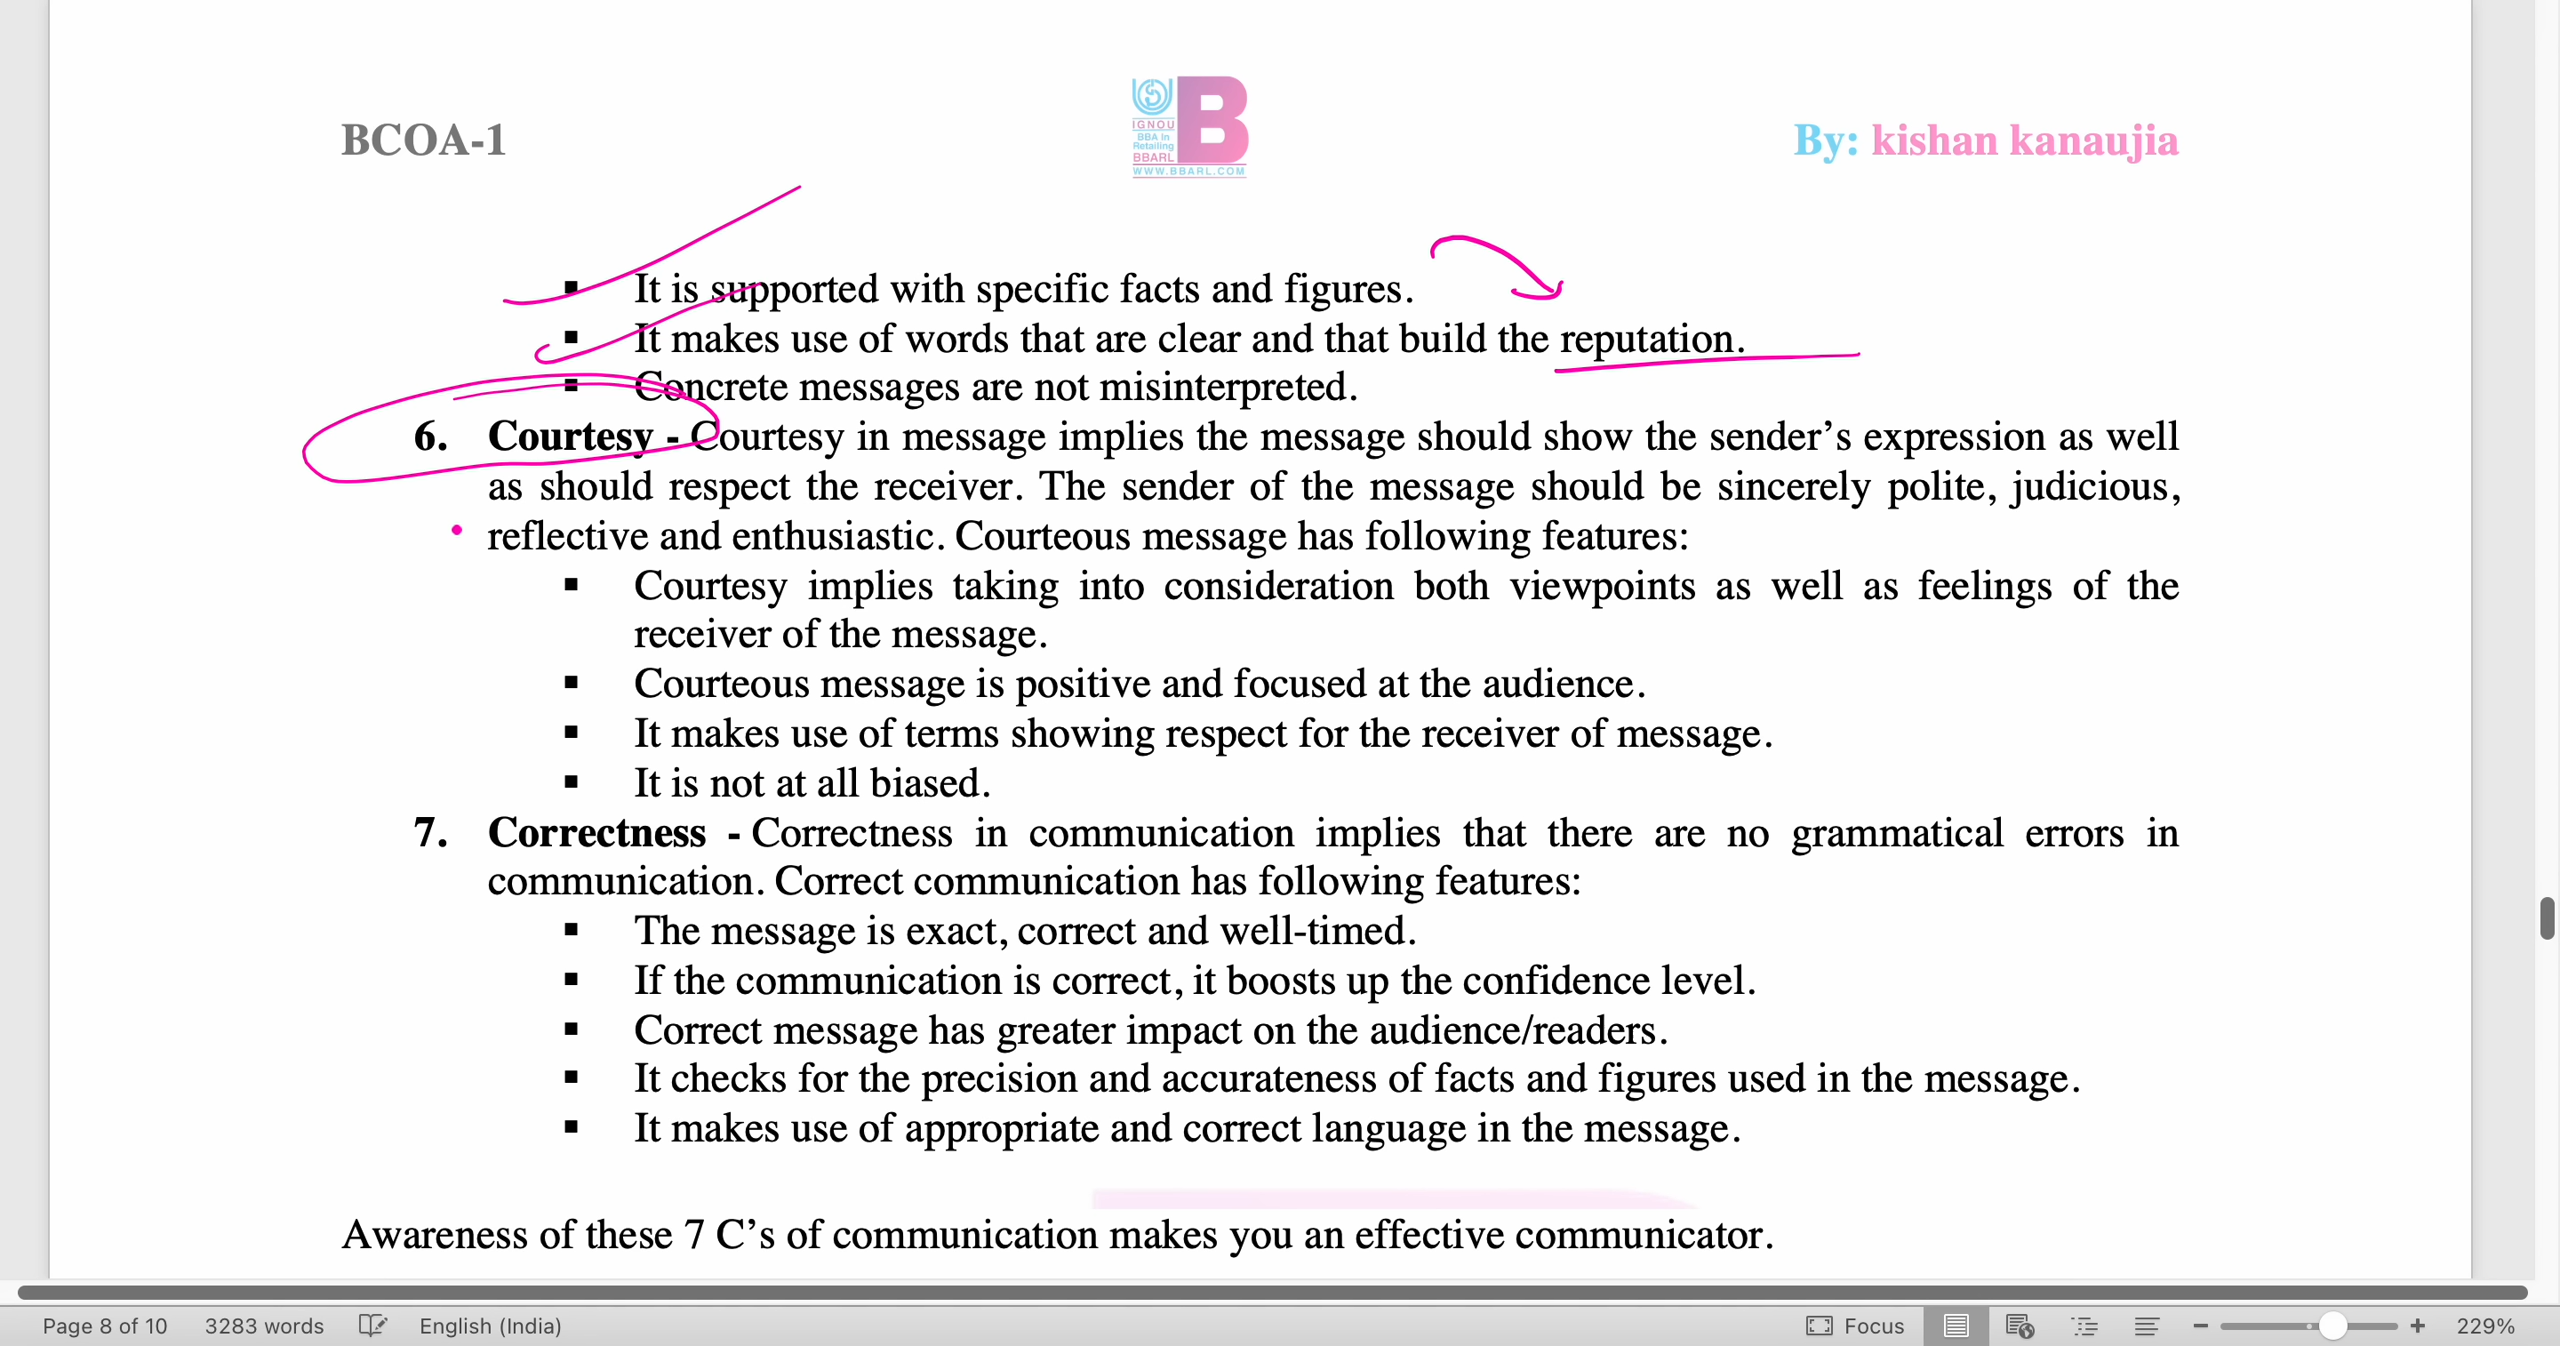 BCOA-1
IGNOU
BBA In
Retailing
BBARL
WWW.BBARL.COM
B
By: kishan kanaujia
▪ It is supported with specific facts and figures.
▪ It makes use of words that are clear and that build the reputation.
▪ Concrete messages are not misinterpreted.
6. Courtesy - Courtesy in message implies the message should show the sender’s expression as well
as should respect the receiver. The sender of the message should be sincerely polite, judicious,
reflective and enthusiastic. Courteous message has following features:
▪ Courtesy implies taking into consideration both viewpoints as well as feelings of the
receiver of the message.
▪ Courteous message is positive and focused at the audience.
▪ It makes use of terms showing respect for the receiver of message.
▪ It is not at all biased.
7. Correctness - Correctness in communication implies that there are no grammatical errors in
communication. Correct communication has following features:
▪ The message is exact, correct and well-timed.
▪ If the communication is correct, it boosts up the confidence level.
▪ Correct message has greater impact on the audience/readers.
▪ It checks for the precision and accurateness of facts and figures used in the message.
▪ It makes use of appropriate and correct language in the message.
Awareness of these 7 C’s of communication makes you an effective communicator.
Page 8 of 10 3283 words English (India) Focus 229%